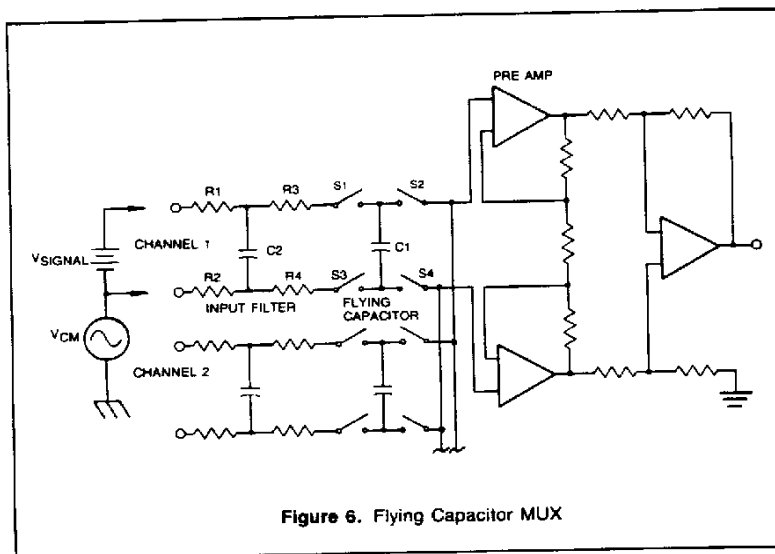 PRE AMP
R1
R3
S1
S2
C2
C1
CHANNEL 1
VSIGNAL
R2
R4
S3
S4
INPUT FILTER
FLYING
CAPACITOR
VCM
CHANNEL 2
Figure 6. Flying Capacitor MUX